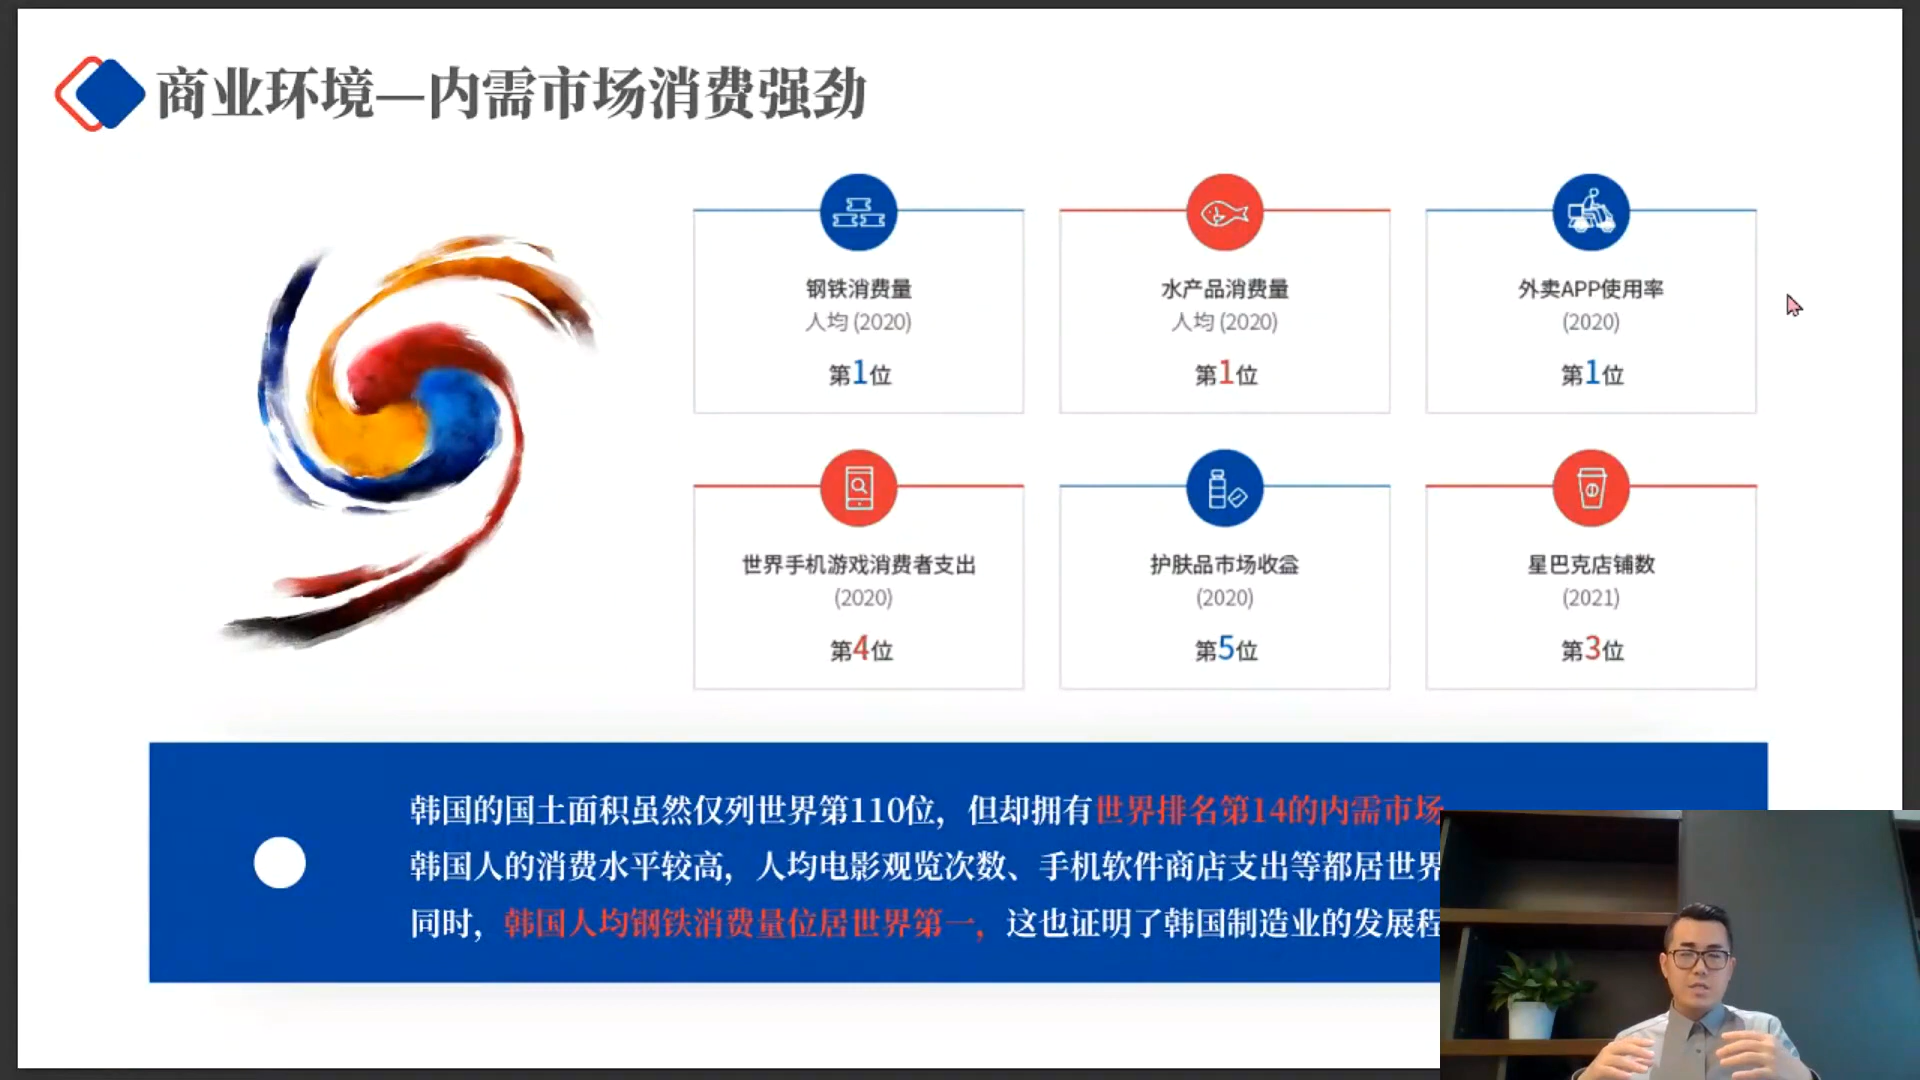 商业环境—内需市场消费强劲
钢铁消费量
人均 (2020)
第1位
水产品消费量
人均 (2020)
第1位
外卖APP使用率
(2020)
第1位
世界手机游戏消费者支出
(2020)
第4位
护肤品市场收益
(2020)
第5位
星巴克店铺数
(2021)
第3位
韩国的国土面积虽然仅列世界第110位，但却拥有世界排名第14的内需市场
韩国人的消费水平较高，人均电影观览次数、手机软件商店支出等都居世界
同时，韩国人均钢铁消费量位居世界第一，这也证明了韩国制造业的发展程